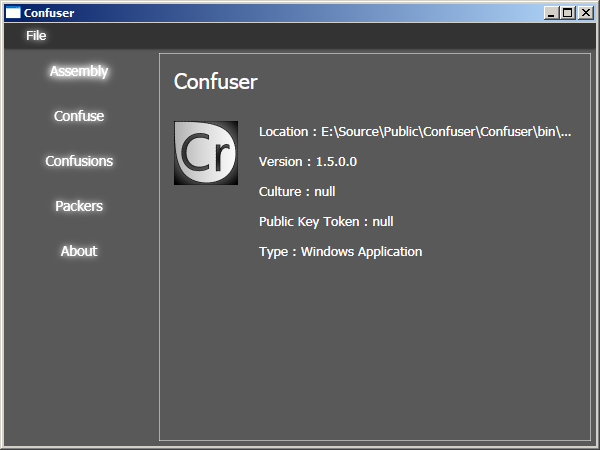 Confuser
File
Assembly
Confuse
Confusions
Packers
About
Confuser
Cr
Location : E:\Source\Public\Confuser\Confuser\bin\...
Version : 1.5.0.0
Culture : null
Public Key Token : null
Type : Windows Application